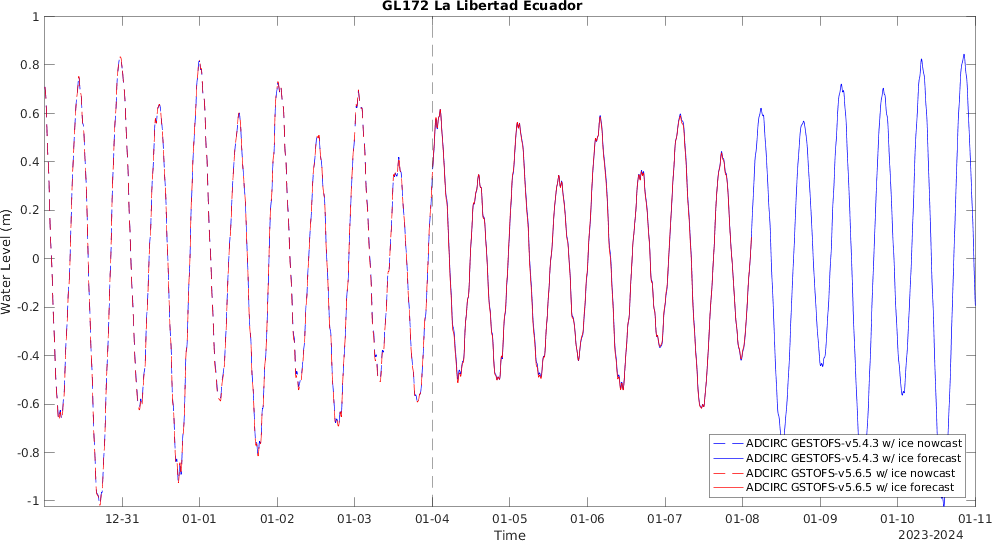 GL172 La Libertad Ecuador
1
0.8
0.6
0.4
0.2
0
-0.2
-0.4
-0.6
-0.8
-1
Water Level (m)
ADCIRC GESTOFS-v5.4.3 w/ ice nowcast
ADCIRC GESTOFS-v5.4.3 w/ ice forecast
ADCIRC GSTOFS-v5.6.5 w/ ice nowcast
ADCIRC GSTOFS-v5.6.5 w/ ice forecast
12-31 01-01 01-02 01-03 01-04 01-05 01-06 01-07 01-08 01-09 01-10 01-11
Time
2023-2024